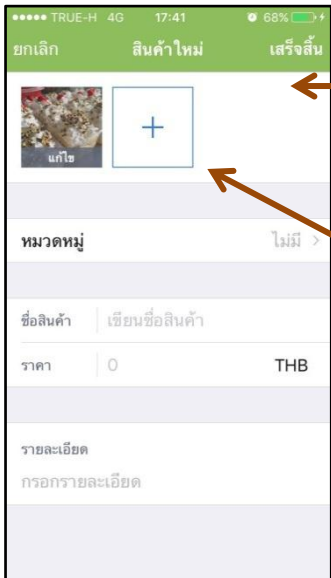 TRUE-H 4G 17:41 68%
ยกเลิก สินค้าใหม่ เสร็จสิ้น
แก้ไข
หมวดหมู่ ไม่มี
ชื่อสินค้า เขียนชื่อสินค้า
ราคา 0 THB
รายละเอียด
กรอกรายละเอียด